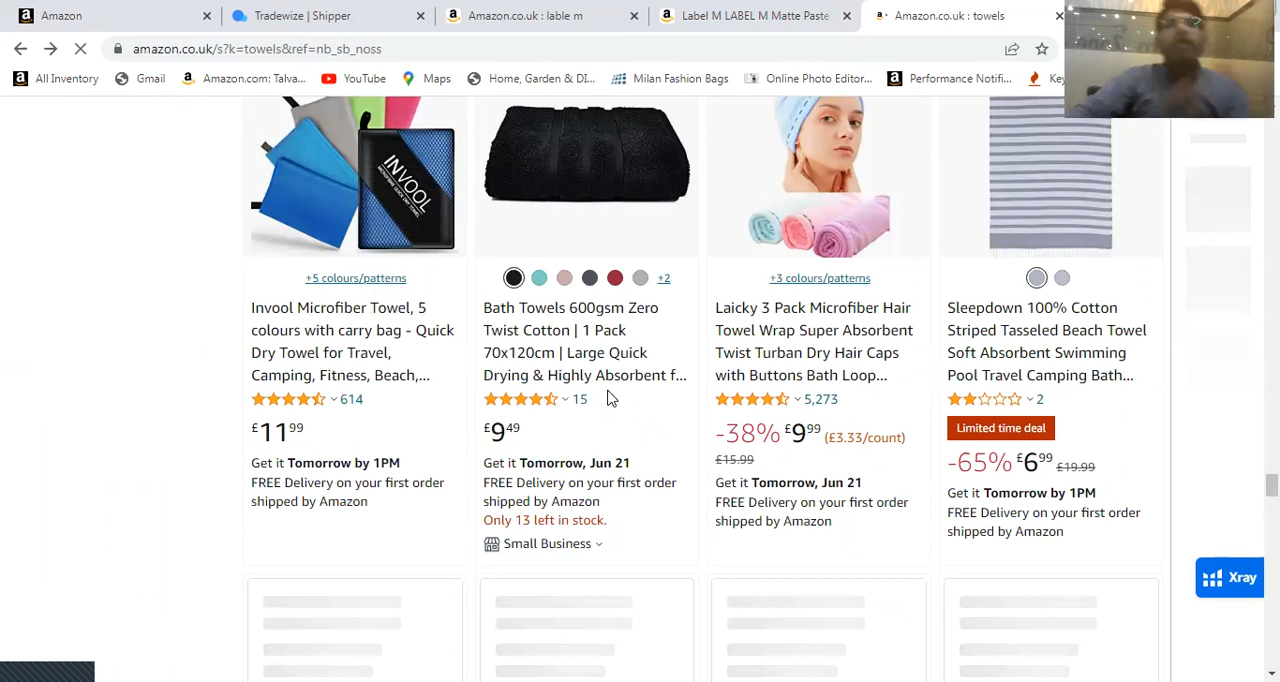 Amazon
Tradewize | Shipper
Amazon.co.uk : lable m
Label M LABEL M Matte Paste
Amazon.co.uk : towels
amazon.co.uk/s?k=towels&ref=nb_sb_noss
All Inventory
Gmail
Amazon.com: Talva...
YouTube
Maps
Home, Garden & DI...
Milan Fashion Bags
Online Photo Editor...
Performance Notifi...
Key
INVOOL
MICROFIBRE QUICK DRY TOWEL
+5 colours/patterns
Invool Microfiber Towel, 5
colours with carry bag - Quick
Dry Towel for Travel,
Camping, Fitness, Beach,...
614
£11 99
Get it Tomorrow by 1PM
FREE Delivery on your first order
shipped by Amazon
+2
Bath Towels 600gsm Zero
Twist Cotton | 1 Pack
70x120cm | Large Quick
Drying & Highly Absorbent f...
15
£9 49
Get it Tomorrow, Jun 21
FREE Delivery on your first order
shipped by Amazon
Only 13 left in stock.
Small Business
+3 colours/patterns
Laicky 3 Pack Microfiber Hair
Towel Wrap Super Absorbent
Twist Turban Dry Hair Caps
with Buttons Bath Loop...
5,273
-38% £9 99 (£3.33/count)
£15.99
Get it Tomorrow, Jun 21
FREE Delivery on your first order
shipped by Amazon
Sleepdown 100% Cotton
Striped Tasseled Beach Towel
Soft Absorbent Swimming
Pool Travel Camping Bath...
2
Limited time deal
-65% £6 99 £19.99
Get it Tomorrow by 1PM
FREE Delivery on your first order
shipped by Amazon
Xray